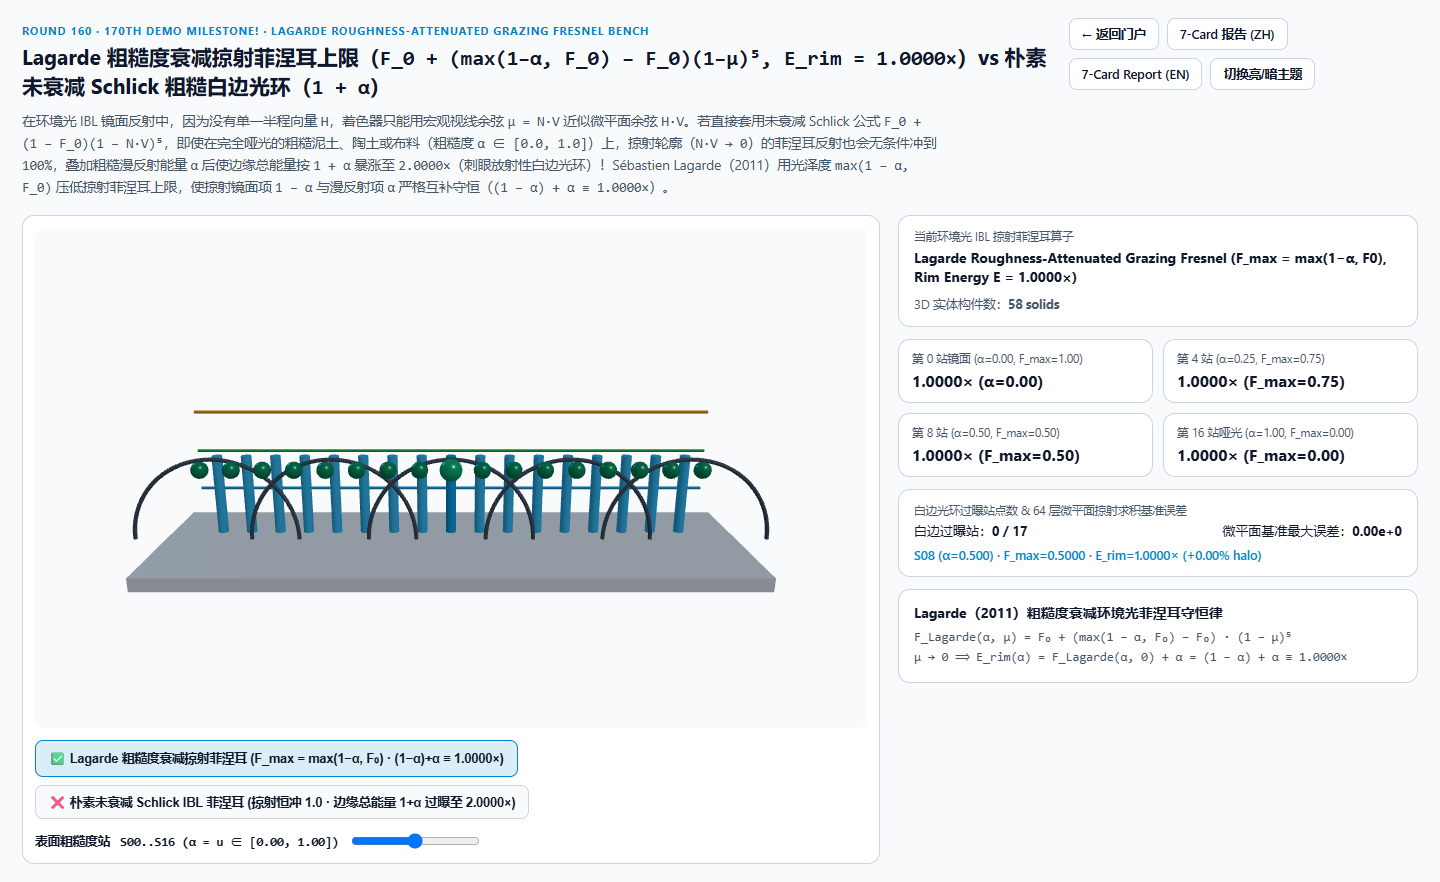 ROUND 160 · 170TH DEMO MILESTONE! · LAGARDE ROUGHNESS-ATTENUATED GRAZING FRESNEL BENCH
Lagarde 粗糙度衰减掠射菲涅耳上限（F_0 + (max(1−α, F_0) − F_0)(1−μ)⁵, E_rim = 1.0000×）vs 朴素
未衰减 Schlick 粗糙白边光环（1 + α）
← 返回门户
7-Card 报告 (ZH)
7-Card Report (EN)
切换亮/暗主题
在环境光 IBL 镜面反射中，因为没有单一半程向量 H，着色器只能用宏观视线余弦 μ = N·V 近似微平面余弦 H·V。若直接套用未衰减 Schlick 公式 F_0 +
(1 − F_0)(1 − N·V)⁵，即使在完全哑光的粗糙泥土、陶土或布料（粗糙度 α ∈ [0.0, 1.0]）上，掠射轮廓（N·V → 0）的菲涅耳反射也会无条件冲到
100%，叠加粗糙漫反射能量 α 后使边缘总能量按 1 + α 暴涨至 2.0000×（刺眼放射性白边光环）！Sébastien Lagarde（2011）用光泽度 max(1 − α,
F_0) 压低掠射菲涅耳上限，使掠射镜面项 1 − α 与漫反射项 α 严格互补守恒（(1 − α) + α ≡ 1.0000×）。
当前环境光 IBL 掠射菲涅耳算子
Lagarde Roughness-Attenuated Grazing Fresnel (F_max = max(1−α, F0),
Rim Energy E = 1.0000×)
3D 实体构件数：58 solids
第 0 站镜面 (α=0.00, F_max=1.00)
1.0000× (α=0.00)
第 4 站 (α=0.25, F_max=0.75)
1.0000× (F_max=0.75)
第 8 站 (α=0.50, F_max=0.50)
1.0000× (F_max=0.50)
第 16 站哑光 (α=1.00, F_max=0.00)
1.0000× (F_max=0.00)
白边光环过曝站点数 & 64 层微平面掠射求积基准误差
白边过曝站：0 / 17
微平面基准最大误差：0.00e+0
S08 (α=0.500) · F_max=0.5000 · E_rim=1.0000× (+0.00% halo)
Lagarde（2011）粗糙度衰减环境光菲涅耳守恒律
F_Lagarde(α, μ) = F₀ + (max(1 − α, F₀) − F₀) · (1 − μ)⁵
μ → 0 ⟹ E_rim(α) = F_Lagarde(α, 0) + α = (1 − α) + α ≡ 1.0000×
✅ Lagarde 粗糙度衰减掠射菲涅耳 (F_max = max(1−α, F₀) · (1−α)+α ≡ 1.0000×)
❌ 朴素未衰减 Schlick IBL 菲涅耳 (掠射恒冲 1.0 · 边缘总能量 1+α 过曝至 2.0000×)
表面粗糙度站 S00..S16 (α = u ∈ [0.00, 1.00])